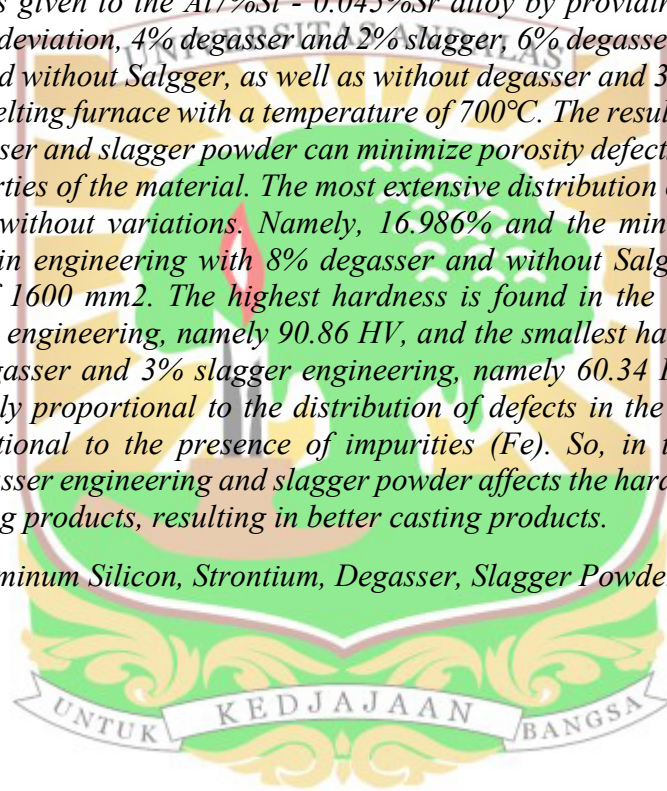 s given to the Al7%Si - 0.045%Sr alloy by providin
deviation, 4% degasser and 2% slagger, 6% degasse
UNIVERSITAS ANDALAS
d without Salgger, as well as without degasser and 3
elting furnace with a temperature of 700°C. The resul
sser and slagger powder can minimize porosity defect
rties of the material. The most extensive distribution
without variations. Namely, 16.986% and the min
in engineering with 8% degasser and without Salg
f 1600 mm2. The highest hardness is found in the
engineering, namely 90.86 HV, and the smallest ha
gasser and 3% slagger engineering, namely 60.34
ly proportional to the distribution of defects in the
tional to the presence of impurities (Fe). So, in
asser engineering and slagger powder affects the hard
ng products, resulting in better casting products.
minum Silicon, Strontium, Degasser, Slagger Powde
UNTUK KEDJAJAAN BANGSA